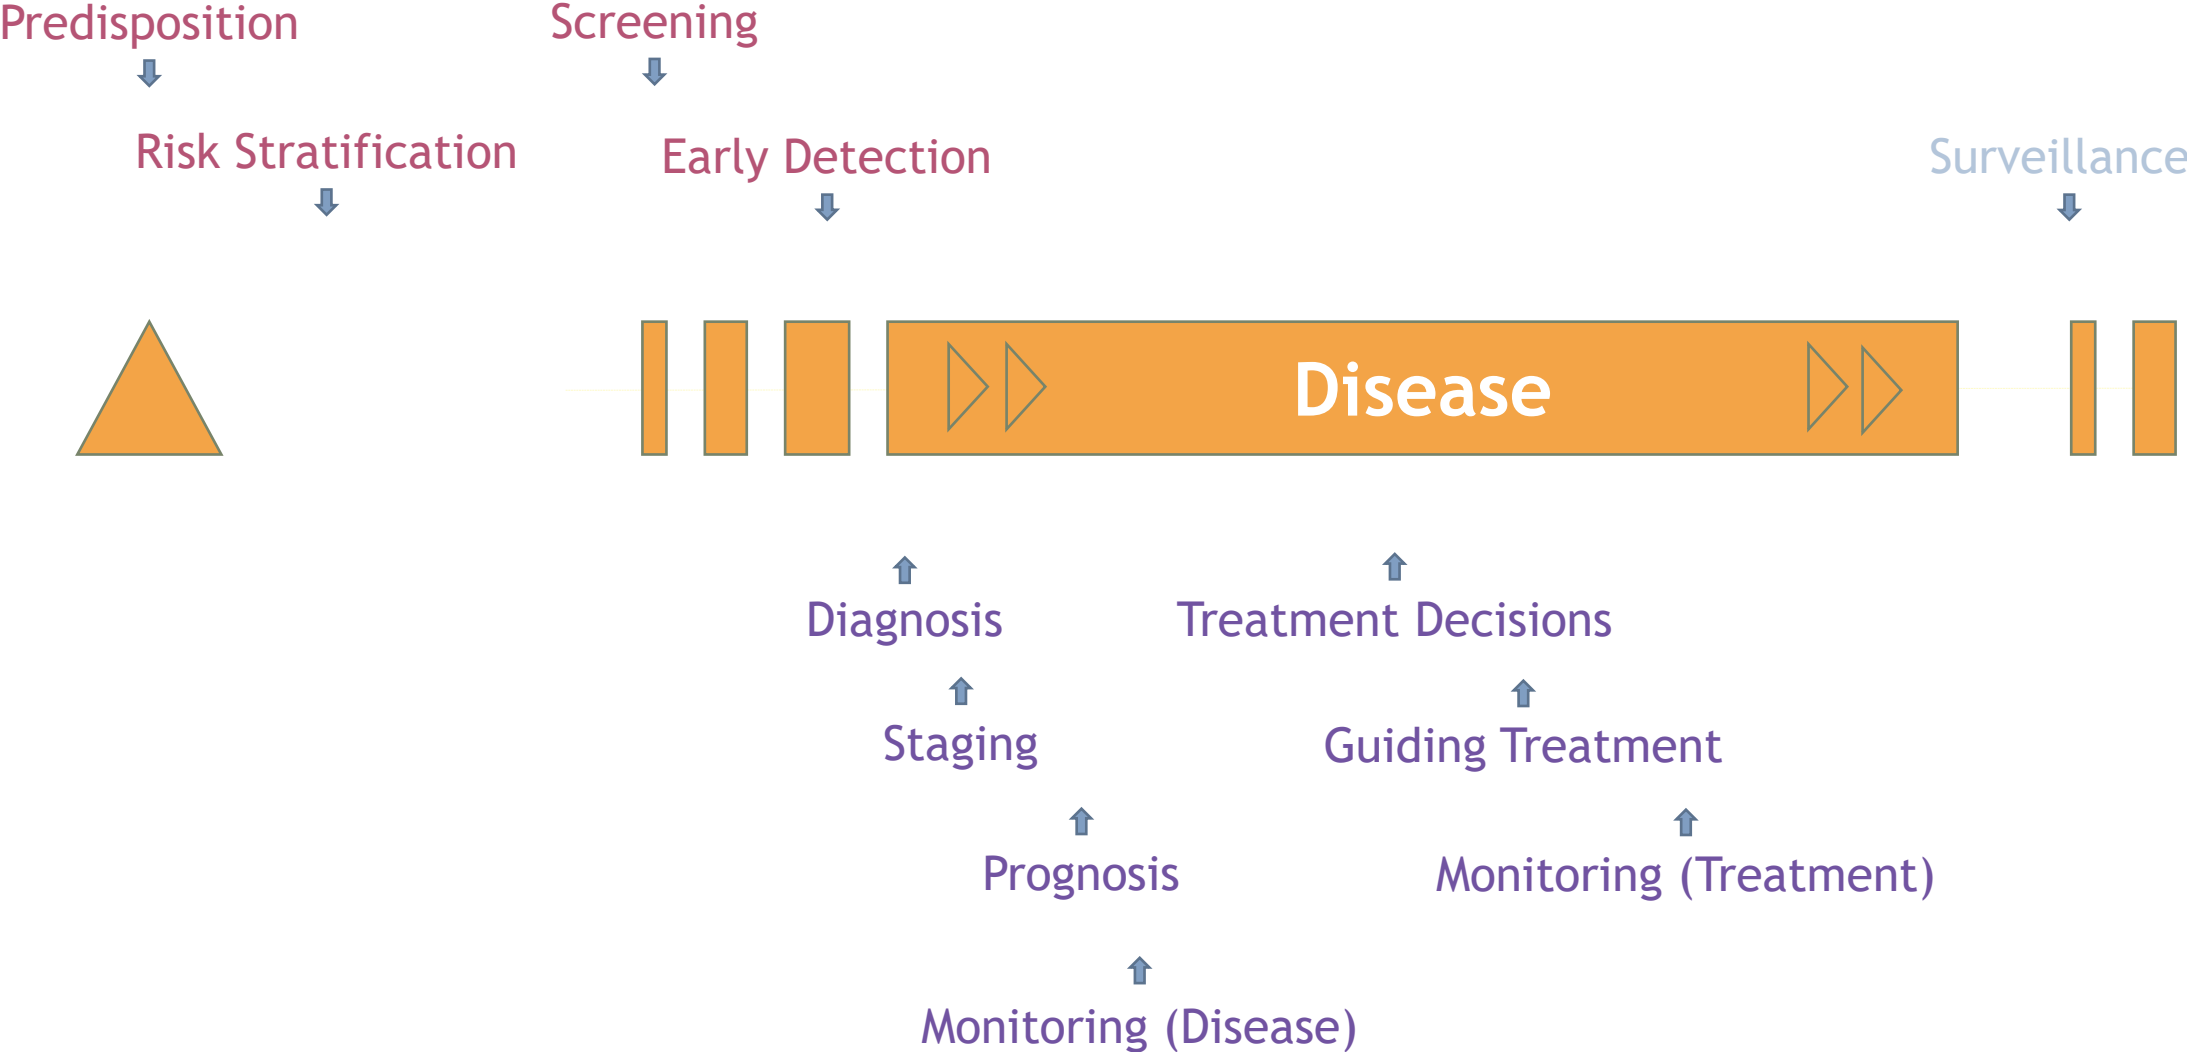 Predisposition
Screening
Risk Stratification
Early Detection
Surveillance
Disease
Diagnosis
Treatment Decisions
Staging
Guiding Treatment
Prognosis
Monitoring (Treatment)
Monitoring (Disease)